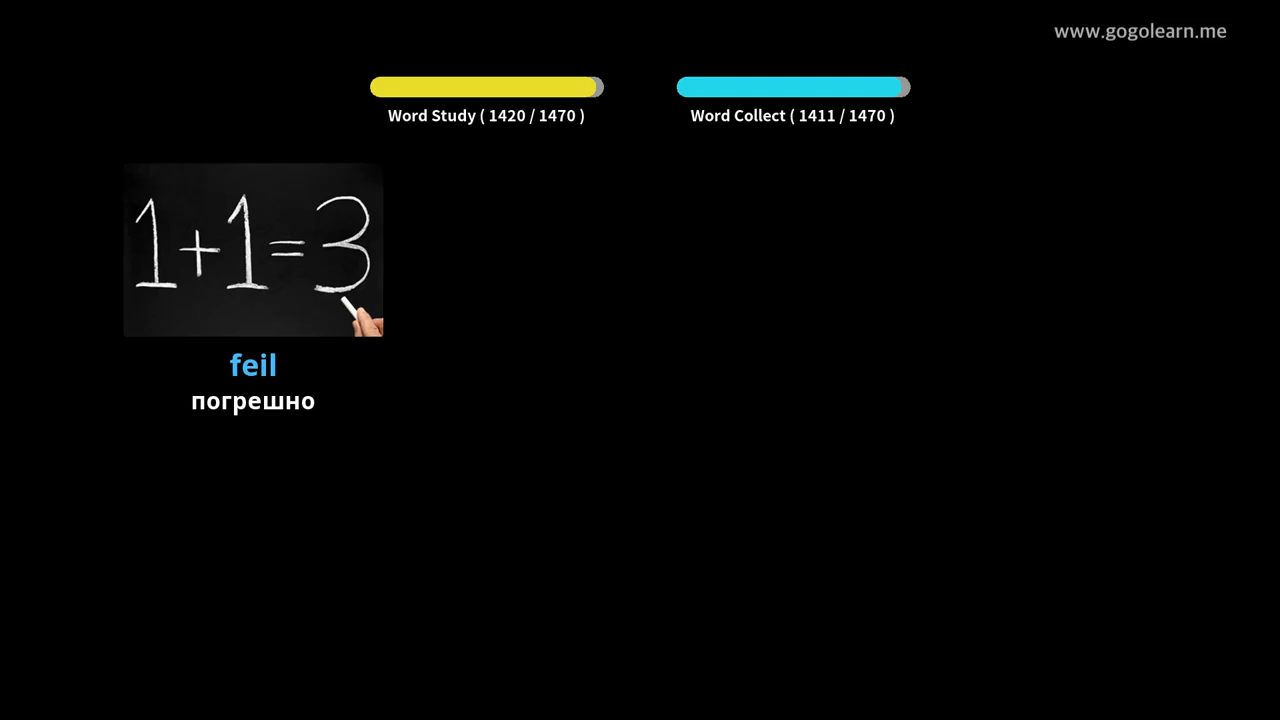 www.gogolearn.me
Word Study ( 1420 / 1470 )
Word Collect ( 1411 / 1470 )
1+1=3
feil
погрешно